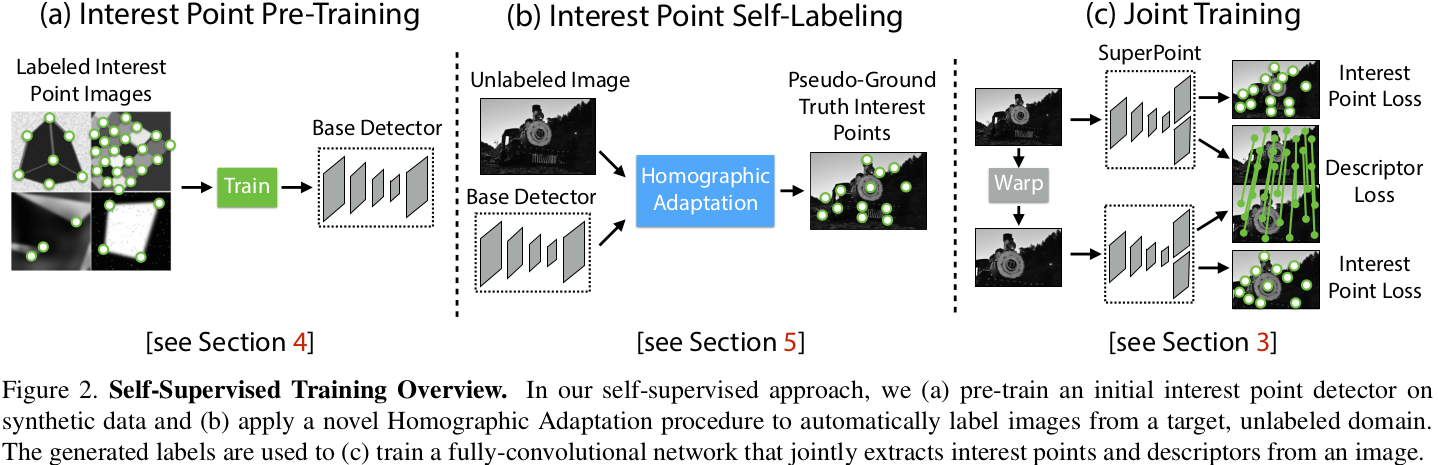 (a) Interest Point Pre-Training
Labeled Interest
Point Images
Train
Base Detector
[see Section 4]
(b) Interest Point Self-Labeling
Unlabeled Image
Base Detector
Homographic
Adaptation
Pseudo-Ground
Truth Interest
Points
[see Section 5]
(c) Joint Training
SuperPoint
Warp
Interest
Point Loss
Descriptor
Loss
Interest
Point Loss
[see Section 3]
Figure 2. Self-Supervised Training Overview. In our self-supervised approach, we (a) pre-train an initial interest point detector on
synthetic data and (b) apply a novel Homographic Adaptation procedure to automatically label images from a target, unlabeled domain.
The generated labels are used to (c) train a fully-convolutional network that jointly extracts interest points and descriptors from an image.